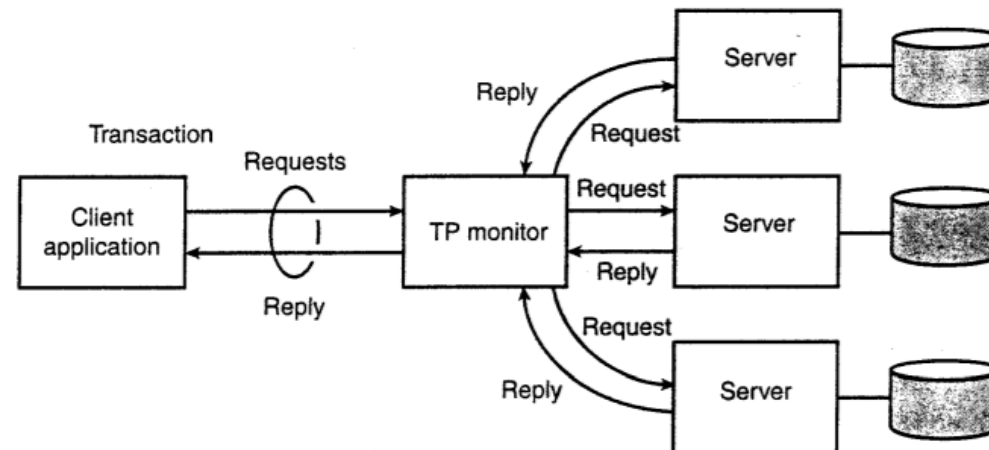 Server
Reply
Request
Transaction
Requests
Client
application
TP monitor
Request
Server
Reply
Reply
Request
Reply
Server